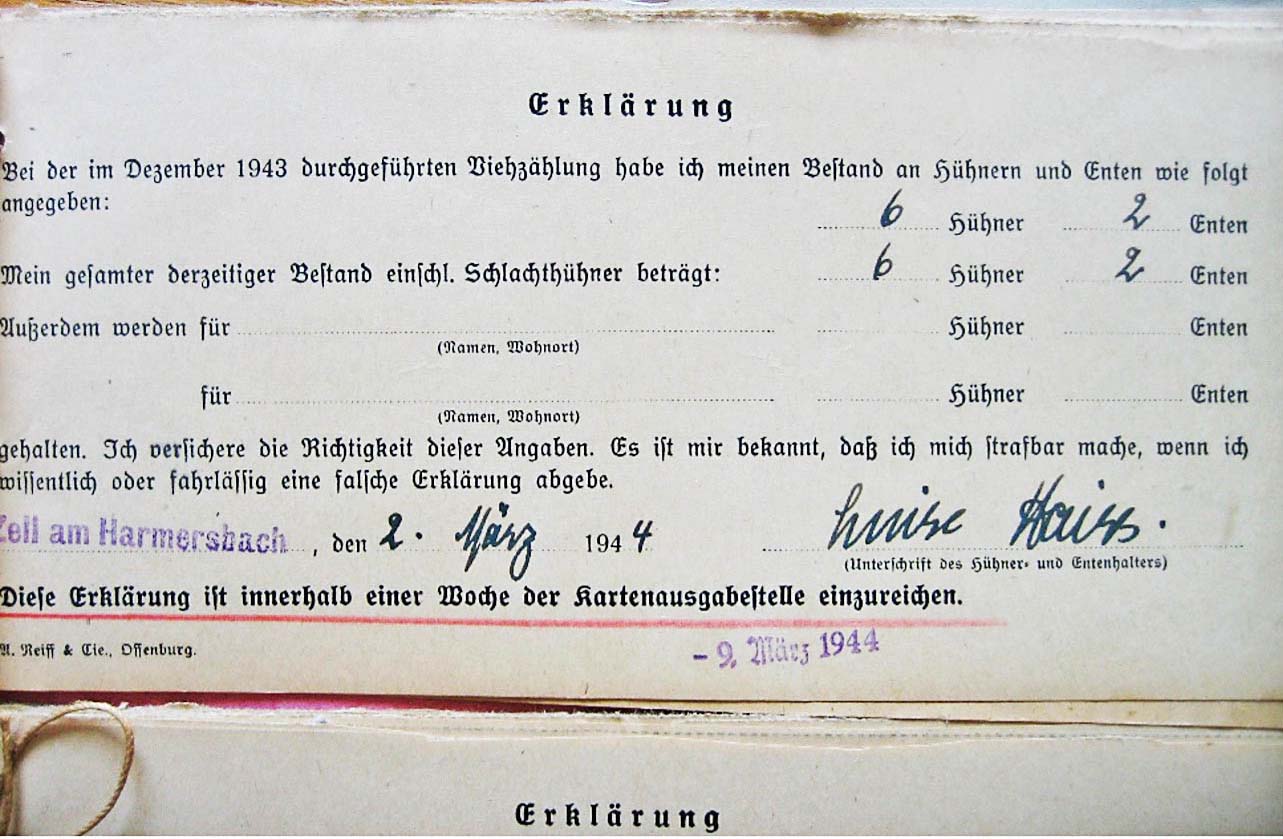 Erklärung
Bei der im Dezember 1943 durchgeführten Viehzählung habe ich meinen Bestand an Hühnern und Enten wie folgt
angegeben:
6 Hühner 2 Enten
Mein gesamter derzeitiger Bestand einschl. Schlachthühner beträgt: 6 Hühner 2 Enten
Außerdem werden für Hühner Enten
(Namen, Wohnort)
für Hühner Enten
(Namen, Wohnort)
gehalten. Ich versichere die Richtigkeit dieser Angaben. Es ist mir bekannt, daß ich mich strafbar mache, wenn ich
wissentlich oder fahrlässig eine falsche Erklärung abgebe.
Zell am Harmersbach, den 2. März 1944 Luise Haiss.
(Unterschrift des Hühner- und Entenhalters)
Diese Erklärung ist innerhalb einer Woche der Kartenausgabestelle einzureichen.
A. Reiff & Cie., Offenburg.
- 9. März 1944
Erklärung